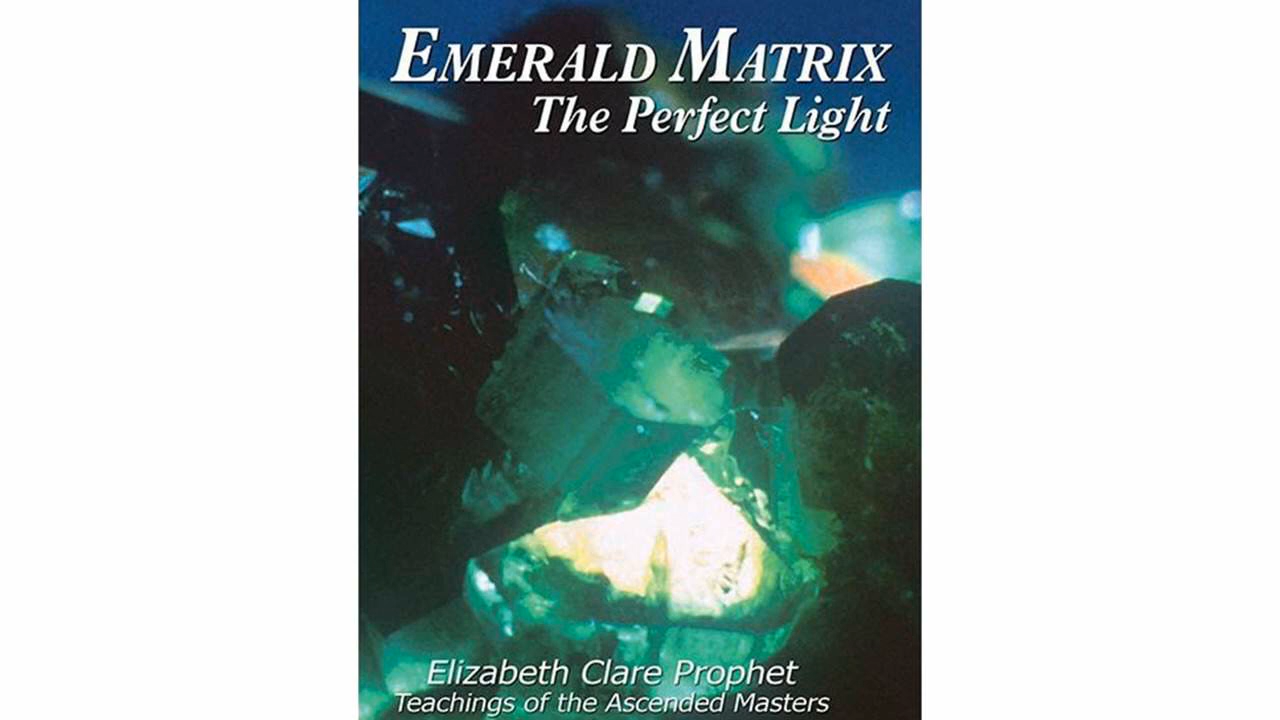 EMERALD MATRIX
The Perfect Light
Elizabeth Clare Prophet
Teachings of the Ascended Masters